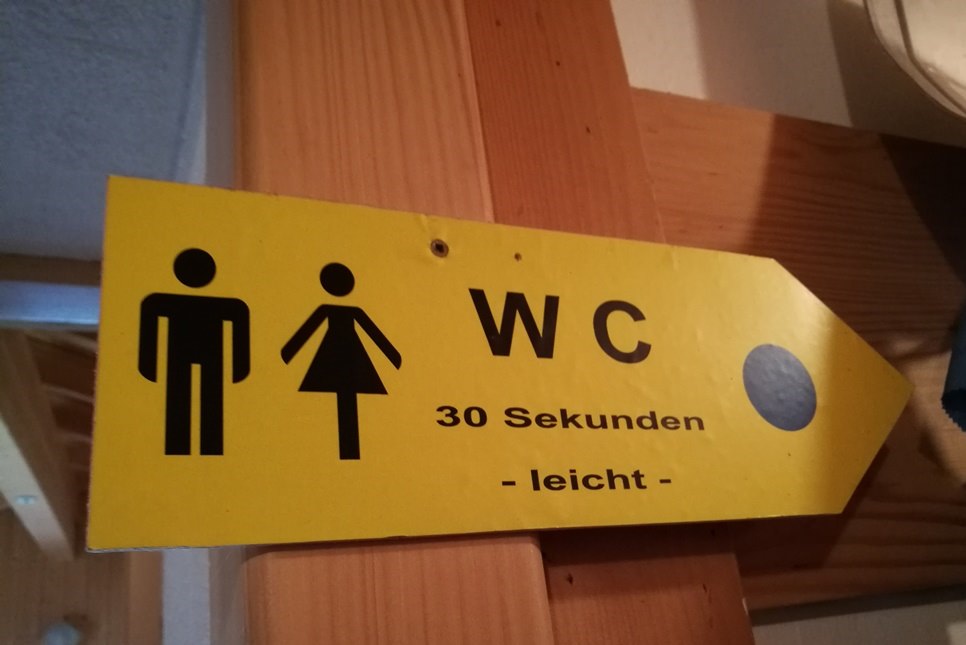 WC
30 Sekunden
- leicht -